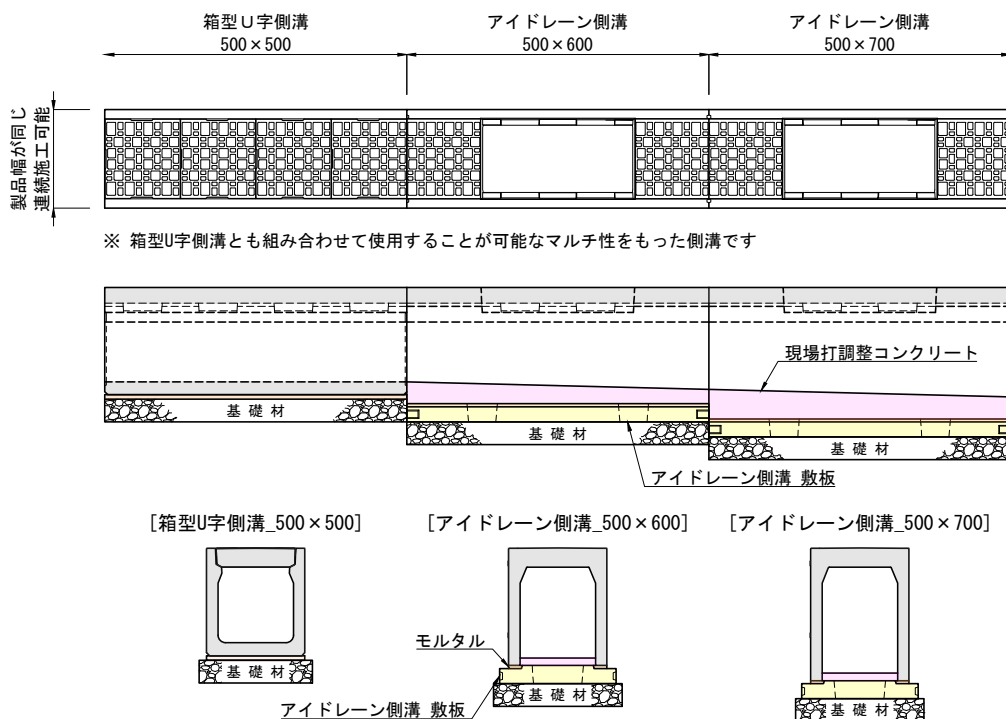 箱型Ｕ字側溝
500×500
アイドレーン側溝
500×600
アイドレーン側溝
500×700
製品幅が同じ
連続施工可能
※ 箱型U字側溝とも組み合わせて使用することが可能なマルチ性をもった側溝です
現場打調整コンクリート
基 礎 材
基 礎 材
基 礎 材
アイドレーン側溝 敷板
[箱型U字側溝_500×500]
[アイドレーン側溝_500×600]
[アイドレーン側溝_500×700]
モルタル
基 礎 材
基 礎 材
基 礎 材
アイドレーン側溝 敷板